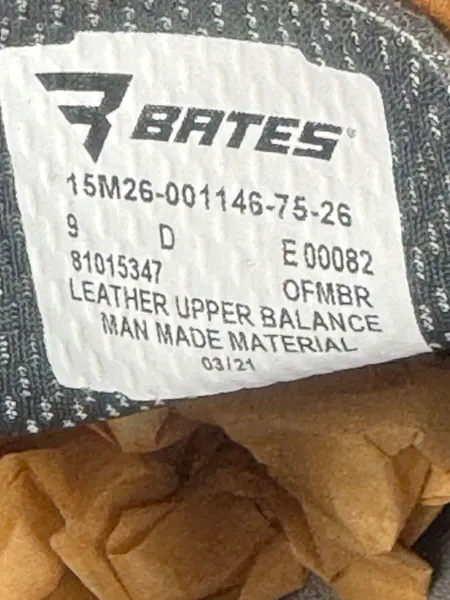 BATES®
15M26-001146-75-26
9 D E 00082
81015347 OFMBR
LEATHER UPPER BALANCE
MAN MADE MATERIAL
03/21